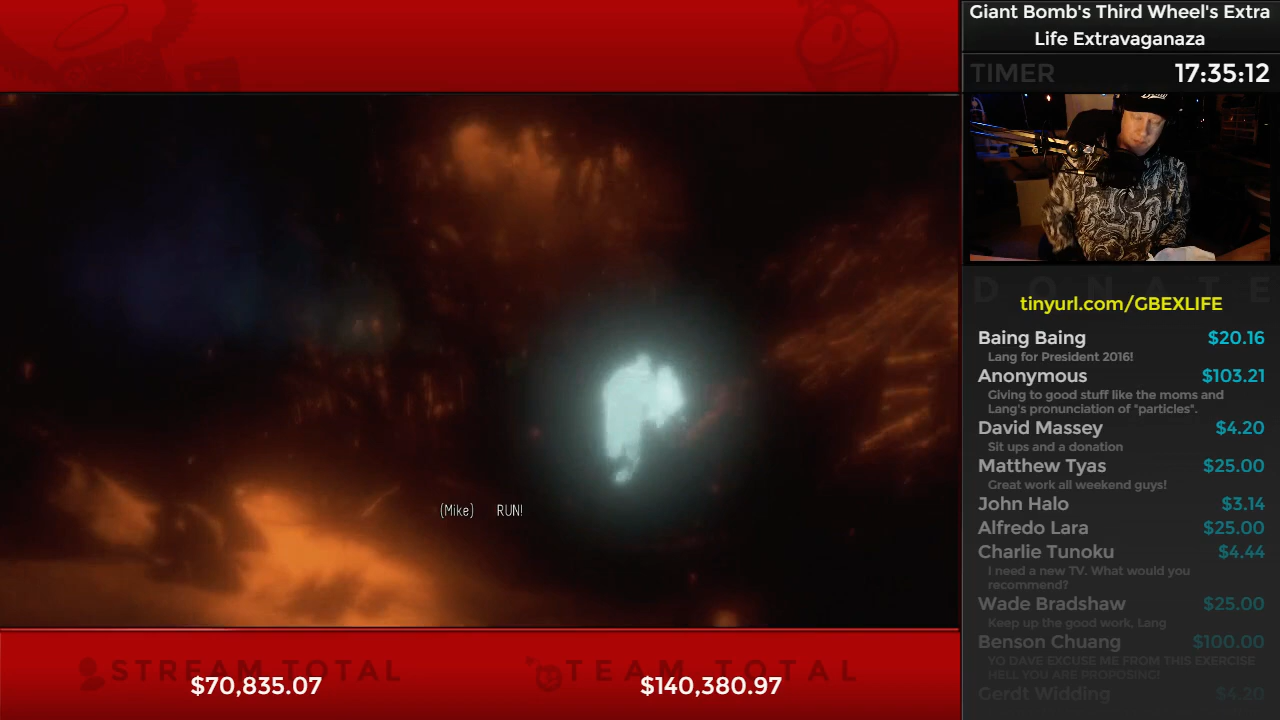 Giant Bomb's Third Wheel's Extra
Life Extravaganaza
TIMER
17:35:12
DONATE
tinyurl.com/GBEXLIFE
Baing Baing $20.16
Lang for President 2016!
Anonymous $103.21
Giving to good stuff like the moms and
Lang's pronunciation of "particles".
David Massey $4.20
Sit ups and a donation
Matthew Tyas $25.00
Great work all weekend guys!
John Halo $3.14
Alfredo Lara $25.00
Charlie Tunoku $4.44
I need a new TV. What would you
recommend?
Wade Bradshaw $25.00
Keep up the good work, Lang
Benson Chuang $100.00
YO DAVE EXCUSE ME FROM THIS EXERCISE
HELL YOU ARE PROPOSING!
Gerdt Widding $4.20
(Mike) RUN!
STREAM TOTAL
$70,835.07
TEAM TOTAL
$140,380.97